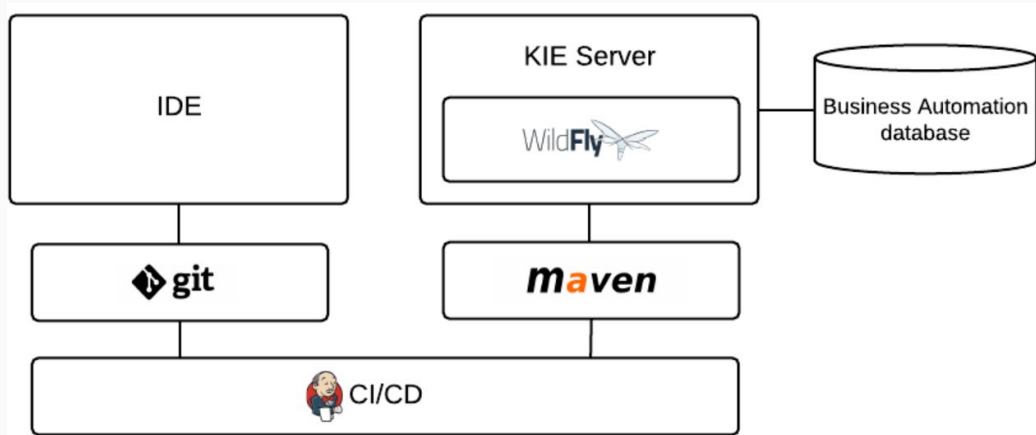 IDE
KIE Server
WildFly
Business Automation
database
git
maven
CI/CD